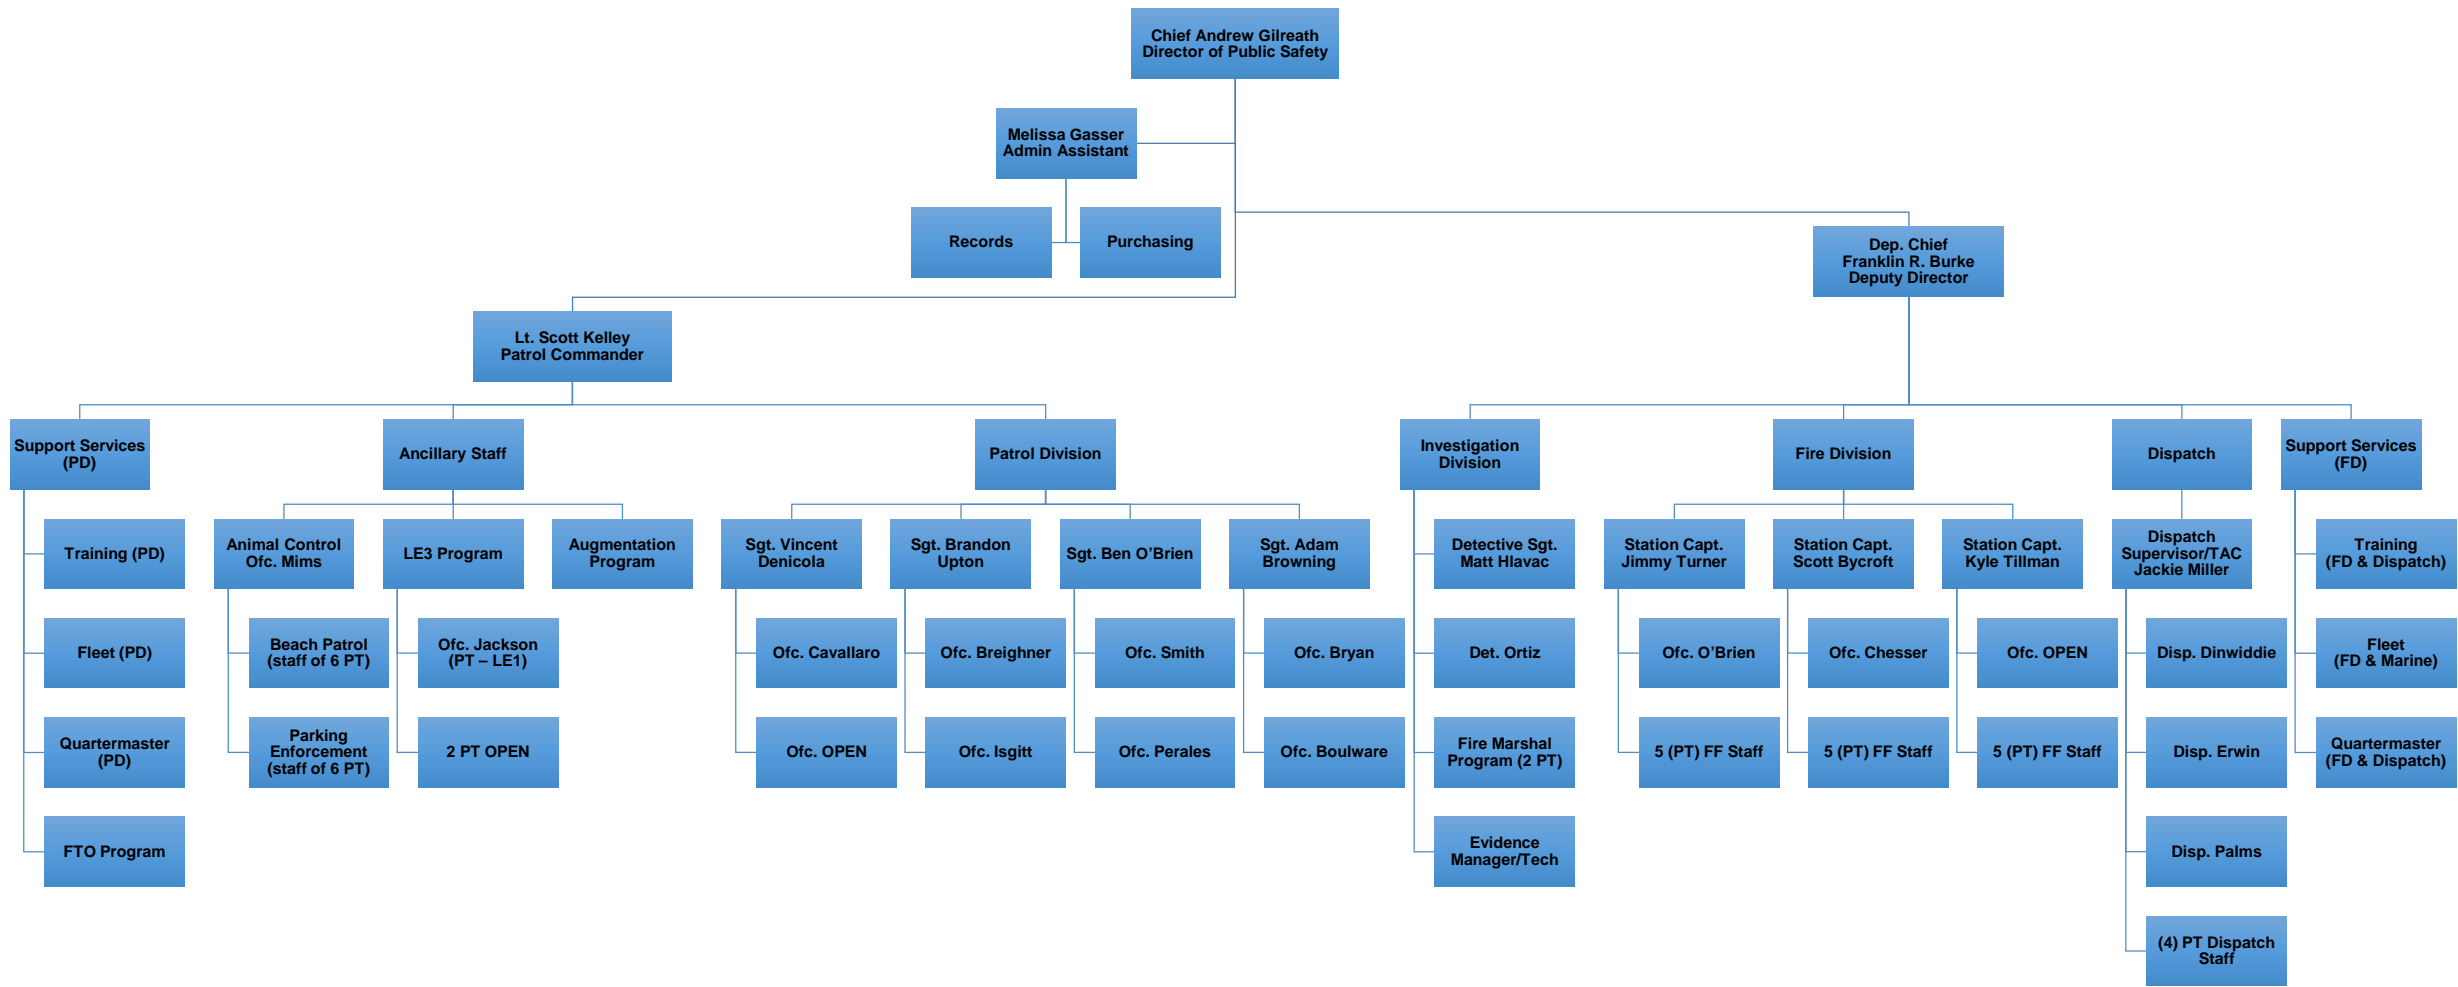 Chief Andrew Gilreath
Director of Public Safety
Melissa Gasser
Admin Assistant
Records
Purchasing
Dep. Chief
Franklin R. Burke
Deputy Director
Lt. Scott Kelley
Patrol Commander
Support Services
(PD)
Ancillary Staff
Patrol Division
Investigation
Division
Fire Division
Dispatch
Support Services
(FD)
Training (PD)
Animal Control
Ofc. Mims
LE3 Program
Augmentation
Program
Sgt. Vincent
Denicola
Sgt. Brandon
Upton
Sgt. Ben O’Brien
Sgt. Adam
Browning
Detective Sgt.
Matt Hlavac
Station Capt.
Jimmy Turner
Station Capt.
Scott Bycroft
Station Capt.
Kyle Tillman
Dispatch
Supervisor/TAC
Jackie Miller
Training
(FD & Dispatch)
Fleet (PD)
Beach Patrol
(staff of 6 PT)
Ofc. Jackson
(PT – LE1)
Ofc. Cavallaro
Ofc. Breighner
Ofc. Smith
Ofc. Bryan
Det. Ortiz
Ofc. O’Brien
Ofc. Chesser
Ofc. OPEN
Disp. Dinwiddie
Fleet
(FD & Marine)
Quartermaster
(PD)
Parking
Enforcement
(staff of 6 PT)
2 PT OPEN
Ofc. OPEN
Ofc. Isgitt
Ofc. Perales
Ofc. Boulware
Fire Marshal
Program (2 PT)
5 (PT) FF Staff
5 (PT) FF Staff
5 (PT) FF Staff
Disp. Erwin
Quartermaster
(FD & Dispatch)
FTO Program
Evidence
Manager/Tech
Disp. Palms
(4) PT Dispatch
Staff